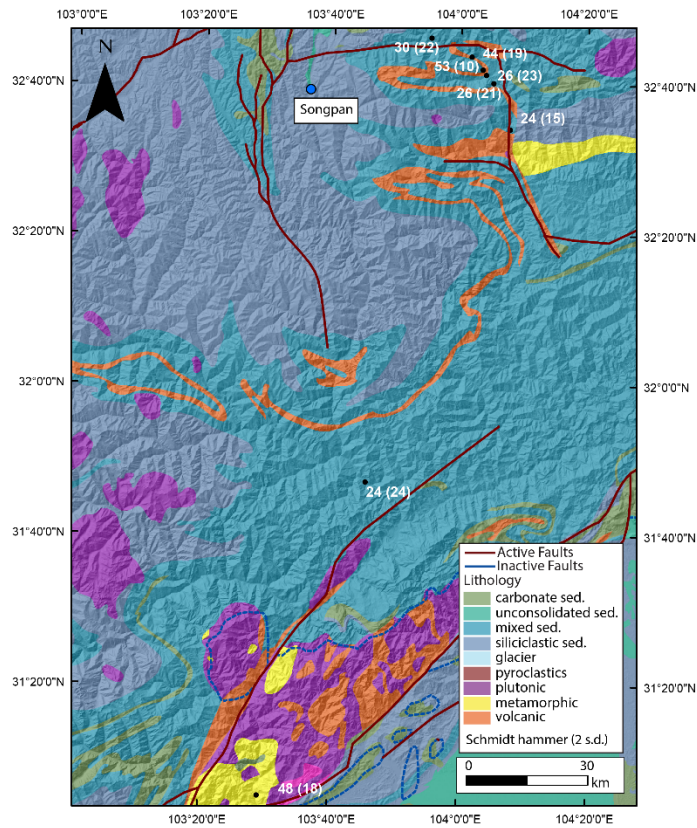 103°00'0"E 103°20'0"E 103°40'0"E 104°00'0"E 104°20'0"E
N
30 (22)
44 (19)
53 (10)
26 (23)
26 (21)
24 (15)
32°40'0"N 32°40'0"N
Songpan
32°20'0"N 32°20'0"N
32°0'0"N 32°0'0"N
24 (24)
31°40'0"N 31°40'0"N
Active Faults
Inactive Faults
Lithology
carbonate sed.
unconsolidated sed.
mixed sed.
siliciclastic sed.
glacier
pyroclastics
plutonic
metamorphic
volcanic
Schmidt hammer (2 s.d.)
31°20'0"N 31°20'0"N
0 30
km
48 (18)
103°20'0"E 103°40'0"E 104°00'0"E 104°20'0"E